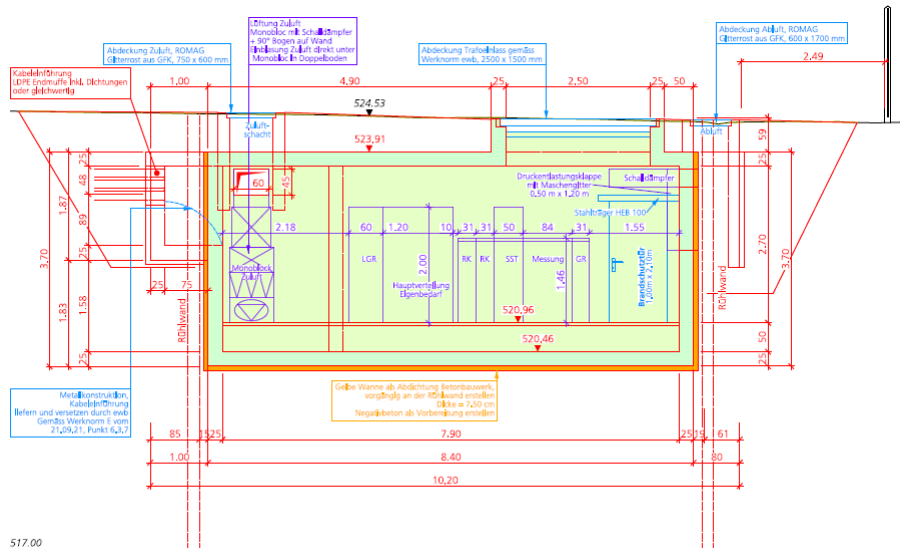 Lüftung Zuluft
Monobloc mit Schalldämpfer
+ 90° Bogen auf Wand
Einblasung Zuluft direkt unter
Monobloc in Doppelboden
Abdeckung Zuluft, ROMAG
Gitterrost aus GFK, 750 x 600 mm
Abdeckung Trafoeinlass gemäss
Werknorm ewb, 2500 x 1500 mm
Abdeckung Abluft, ROMAG
Gitterrost aus GFK, 600 x 1700 mm
Kabeleinführung
LDPE Endmuffe inkl. Dichtungen
oder gleichwertig
2.49
1,00
4.90
25
2.50
25
50
524.53
Zuluft-
schacht
Abluft
59
523,91
25
25
48
60
45
Druckentlastungsklappe
mit Maschengitter
0,50 m x 1,20 m
Schalldämpfer
Stahlträger HEB 100
1.87
89
3.70
2.18
60
1.20
10
31
31
50
84
31
1.55
2.70
3.70
25
LGR
RK
RK
SST
Messung
GR
Monoblock
Zuluft
2.00
1.46
Hauptverteilung
Eigenbedarf
Brandschutztür
1,00m x 2,10m
25
75
Rühlwand
Rühlwand
1.83
1.58
520,96
520,46
50
25
25
Metallkonstruktion,
Kabeleinführung
liefern und versetzen durch ewb
Gemäss Werknorm E vom
21.09.21, Punkt 6.3.7
Gelbe Wanne als Abdichtung Betonbauwerk,
vorgängig an der Rühlwand erstellen
Dicke = 7.50 cm
Negativbeton als Vorbereitung erstellen
85
15
25
7.90
25
15
61
1.00
8.40
80
10,20
517.00